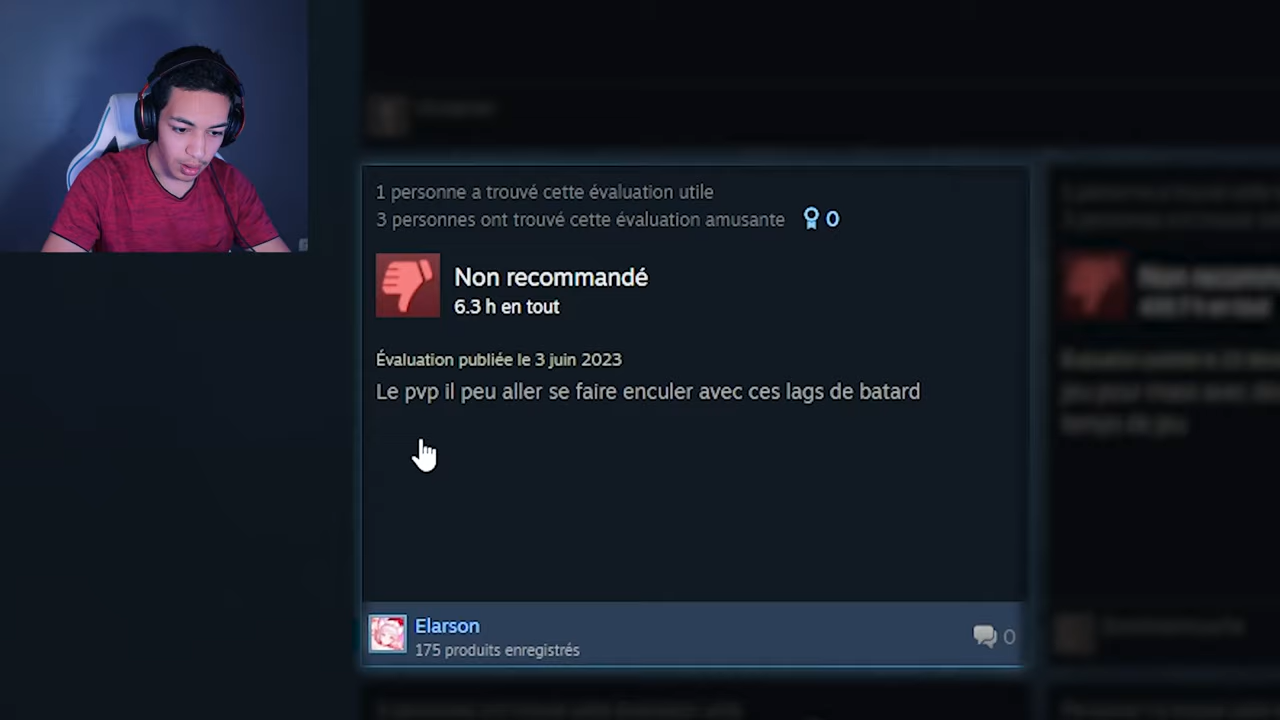 1 personne a trouvé cette évaluation utile
3 personnes ont trouvé cette évaluation amusante 0
Non recommandé
6.3 h en tout
Évaluation publiée le 3 juin 2023
Le pvp il peu aller se faire enculer avec ces lags de batard
Elarson
175 produits enregistrés
0